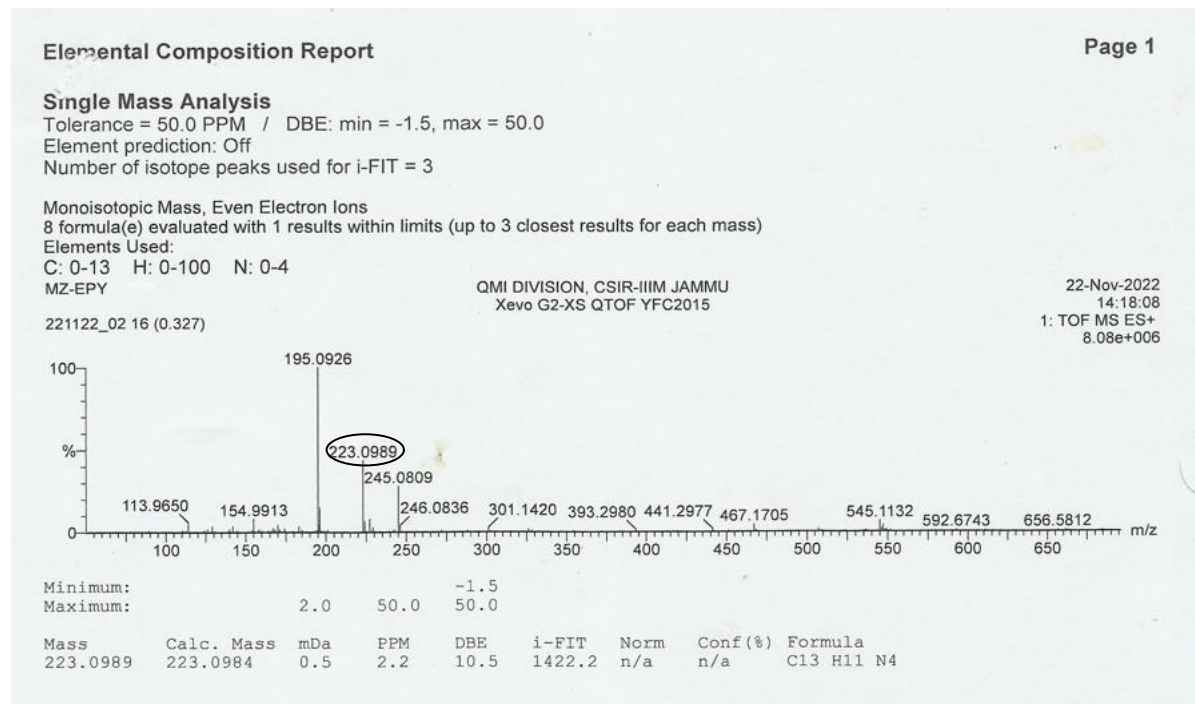 Elemental Composition Report Page 1
Single Mass Analysis
Tolerance = 50.0 PPM / DBE: min = -1.5, max = 50.0
Element prediction: Off
Number of isotope peaks used for i-FIT = 3
Monoisotopic Mass, Even Electron Ions
8 formula(e) evaluated with 1 results within limits (up to 3 closest results for each mass)
Elements Used:
C: 0-13 H: 0-100 N: 0-4
MZ-EPY QMI DIVISION, CSIR-IIIM JAMMU 22-Nov-2022
Xevo G2-XS QTOF YFC2015 14:18:08
221122_02 16 (0.327) 1: TOF MS ES+
8.08e+006
195.0926
100
%
223.0989
245.0809
113.9650 154.9913 246.0836 301.1420 393.2980 441.2977 467.1705 545.1132 592.6743 656.5812
0 m/z
100 150 200 250 300 350 400 450 500 550 600 650
Minimum: -1.5
Maximum: 2.0 50.0 50.0
Mass Calc. Mass mDa PPM DBE i-FIT Norm Conf(%) Formula
223.0989 223.0984 0.5 2.2 10.5 1422.2 n/a n/a C13 H11 N4